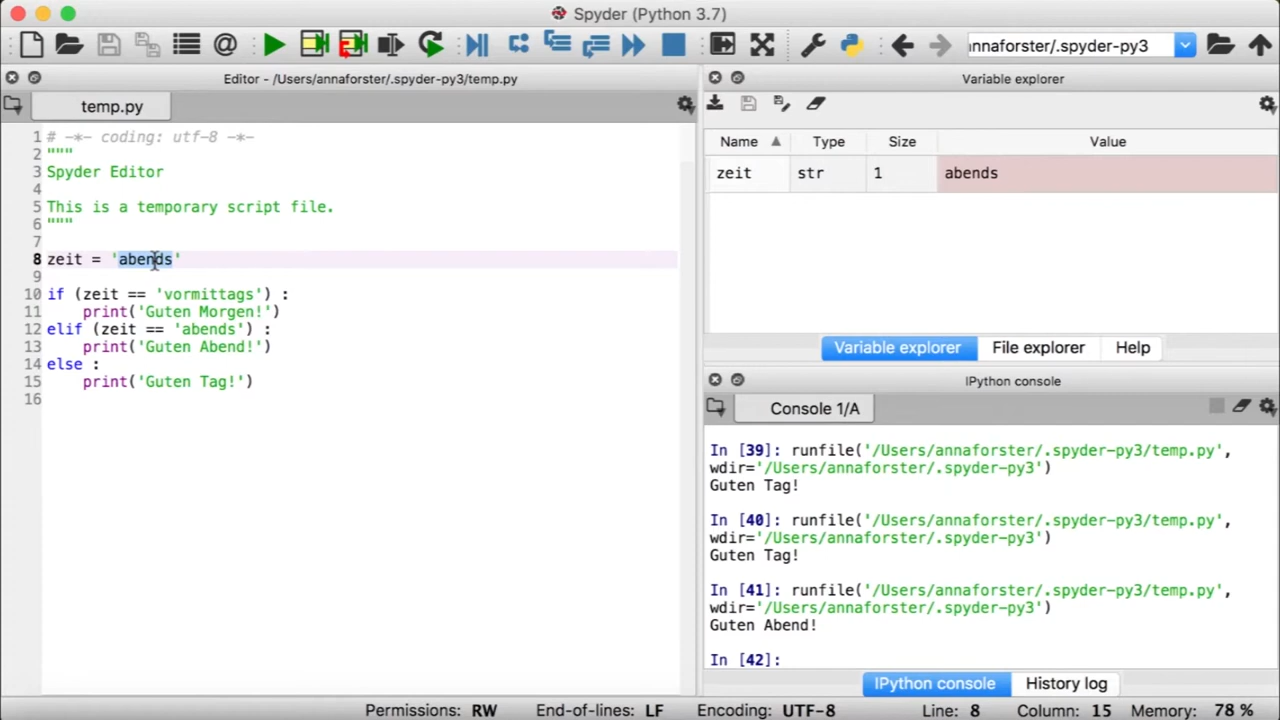 Spyder (Python 3.7)
nnaforster/.spyder-py3
Editor - /Users/annaforster/.spyder-py3/temp.py
temp.py
1 # -*- coding: utf-8 -*-
2 """
3 Spyder Editor
4
5 This is a temporary script file.
6 """
7
8 zeit = 'abends'
9
10 if (zeit == 'vormittags') :
11     print('Guten Morgen!')
12 elif (zeit == 'abends') :
13     print('Guten Abend!')
14 else :
15     print('Guten Tag!')
16
Variable explorer
Name Type Size Value
zeit str 1 abends
Variable explorer File explorer Help
IPython console
Console 1/A
In [39]: runfile('/Users/annaforster/.spyder-py3/temp.py',
wdir='/Users/annaforster/.spyder-py3')
Guten Tag!
In [40]: runfile('/Users/annaforster/.spyder-py3/temp.py',
wdir='/Users/annaforster/.spyder-py3')
Guten Tag!
In [41]: runfile('/Users/annaforster/.spyder-py3/temp.py',
wdir='/Users/annaforster/.spyder-py3')
Guten Abend!
In [42]:
IPython console History log
Permissions: RW End-of-lines: LF Encoding: UTF-8 Line: 8 Column: 15 Memory: 78 %